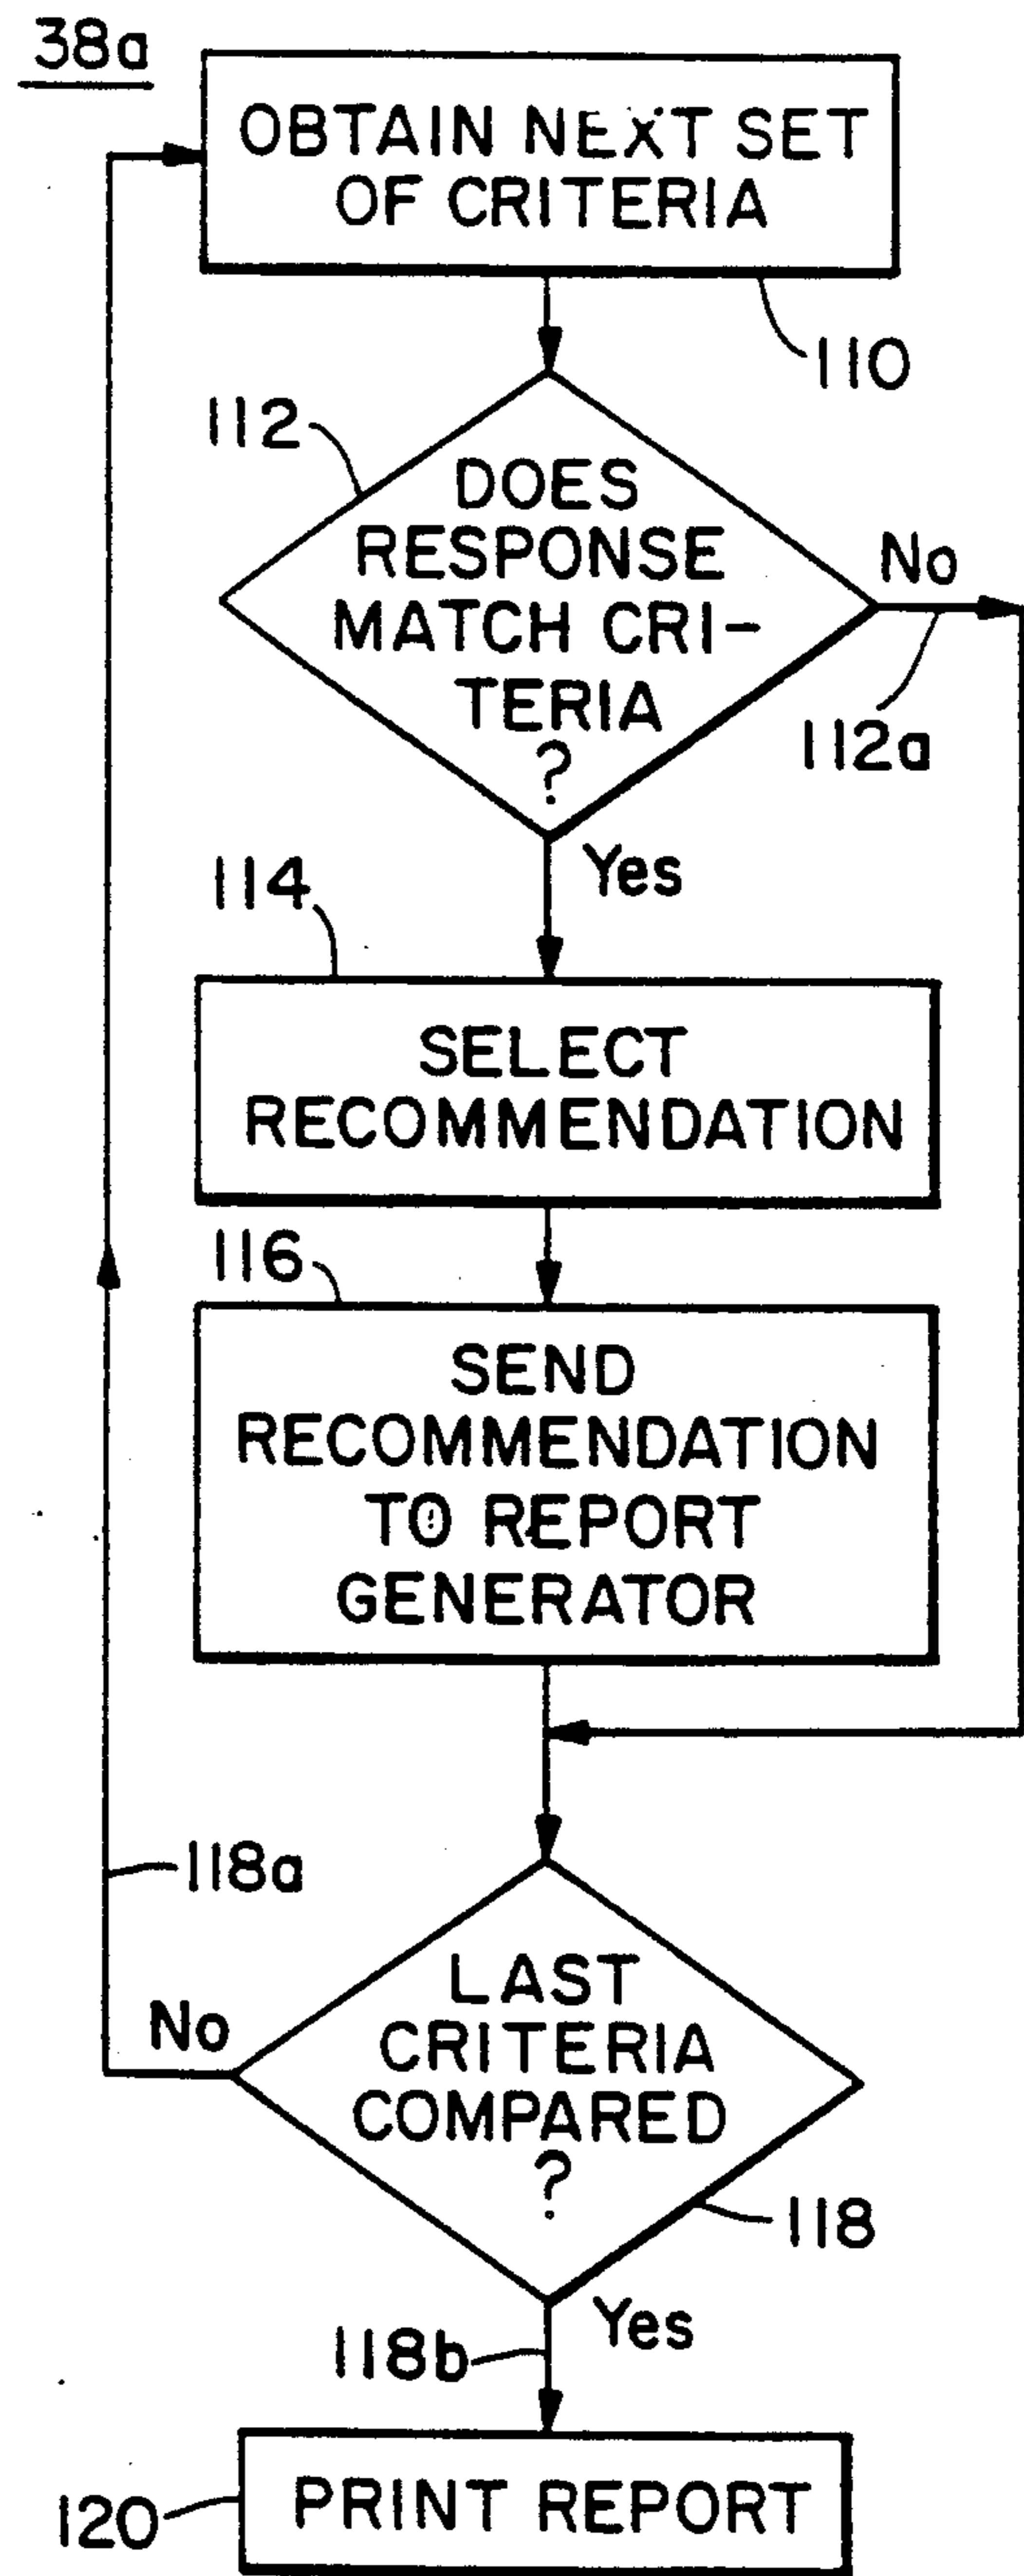 38a
OBTAIN NEXT SET
OF CRITERIA
110
112
DOES
RESPONSE
MATCH CRI-
TERIA
?
No
112a
Yes
114
SELECT
RECOMMENDATION
116
SEND
RECOMMENDATION
TO REPORT
GENERATOR
118a
LAST
CRITERIA
COMPARED
?
No
118
Yes
118b
PRINT REPORT
120